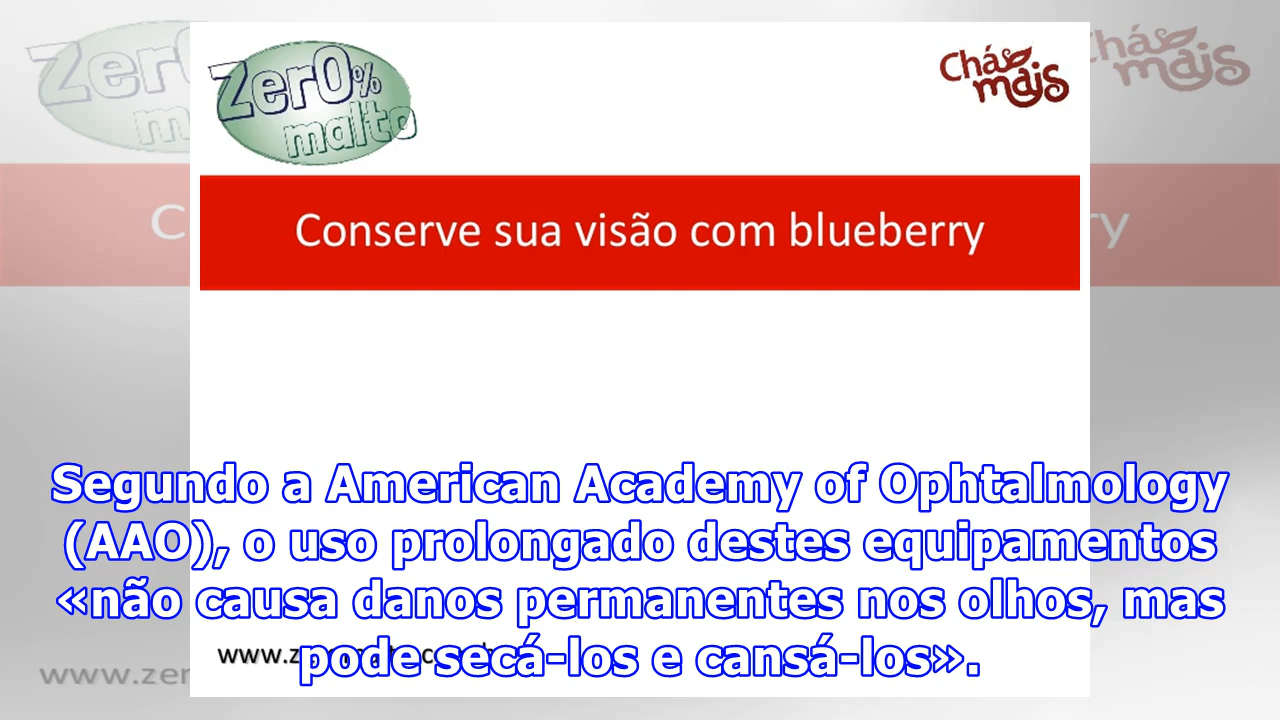 Zer0%
malto
Chá
mais
Conserve sua visão com blueberry
Segundo a American Academy of Ophtalmology
(AAO), o uso prolongado destes equipamentos
«não causa danos permanentes nos olhos, mas
pode secá-los e cansá-los».